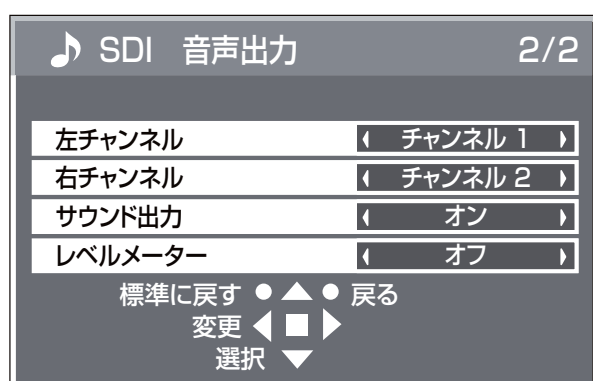 ♪ SDI 音声出力 2/2
左チャンネル チャンネル 1
右チャンネル チャンネル 2
サウンド出力 オン
レベルメーター オフ
標準に戻す 戻る
変更
選択